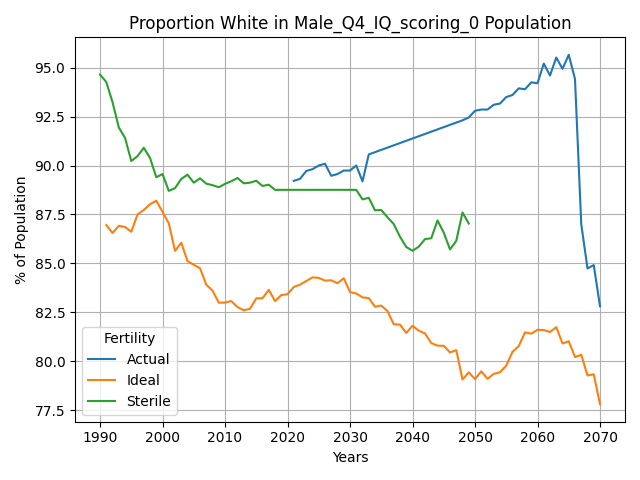 Proportion White in Male_Q4_IQ_scoring_0 Population
% of Population
95.0
92.5
90.0
87.5
85.0
82.5
80.0
77.5
Fertility
Actual
Ideal
Sterile
1990 2000 2010 2020 2030 2040 2050 2060 2070
Years